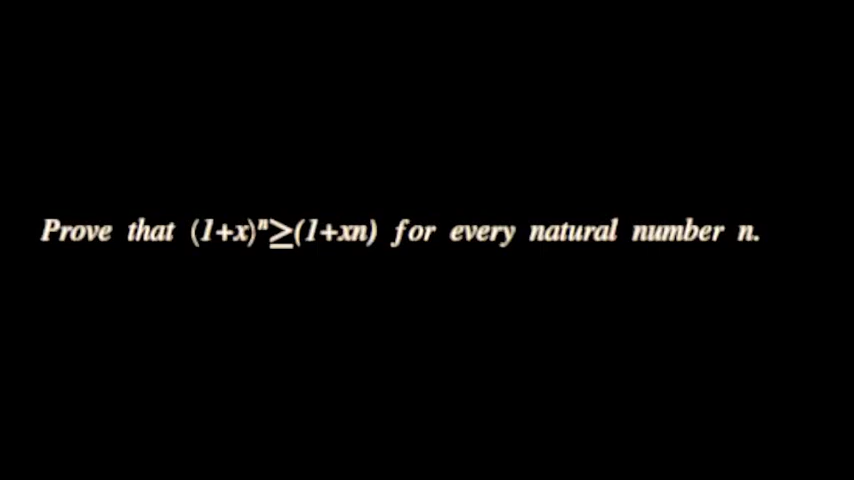 Prove that (1+x)ⁿ≥(1+xn) for every natural number n.